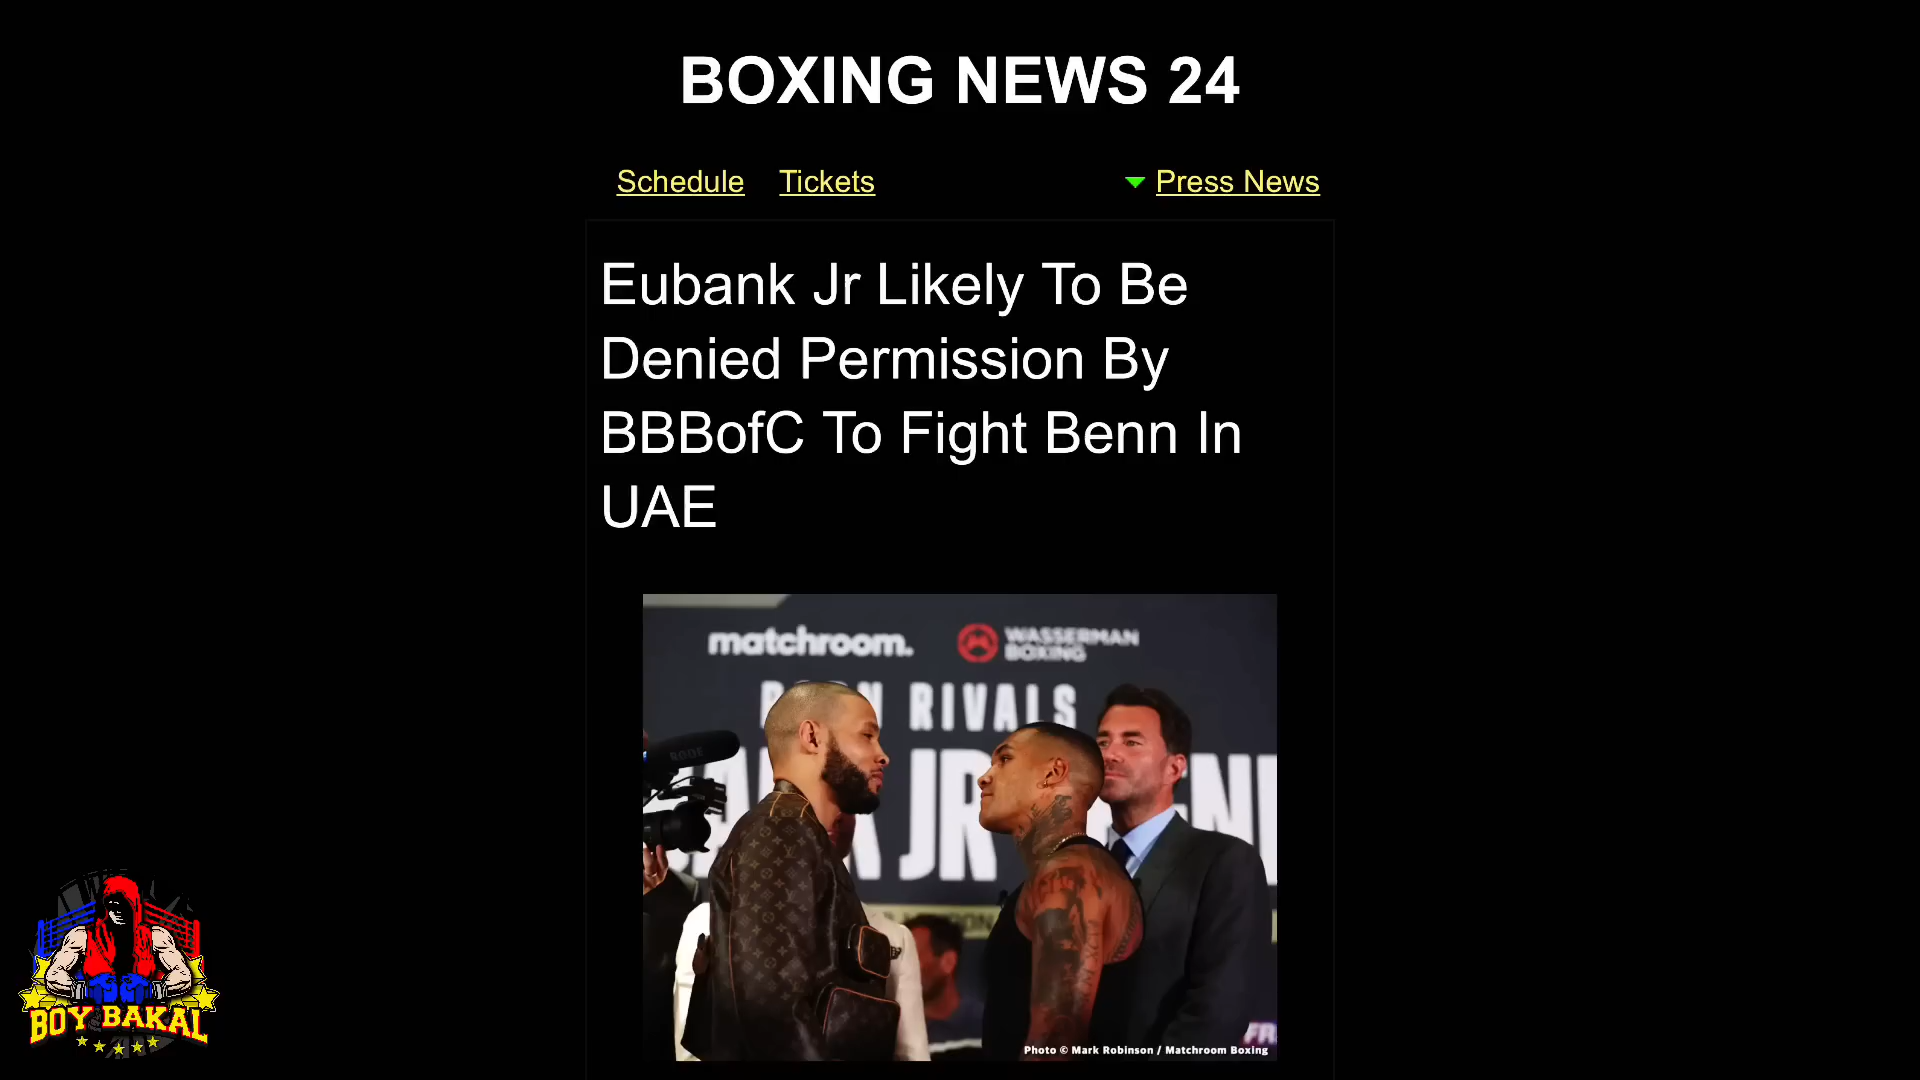 BOXING NEWS 24
Schedule Tickets Press News
Eubank Jr Likely To Be
Denied Permission By
BBBofC To Fight Benn In
UAE
matchroom. WASSERMAN
BOXING
RIVALS
RODE
JR
Photo © Mark Robinson / Matchroom Boxing
BOY BAKAL